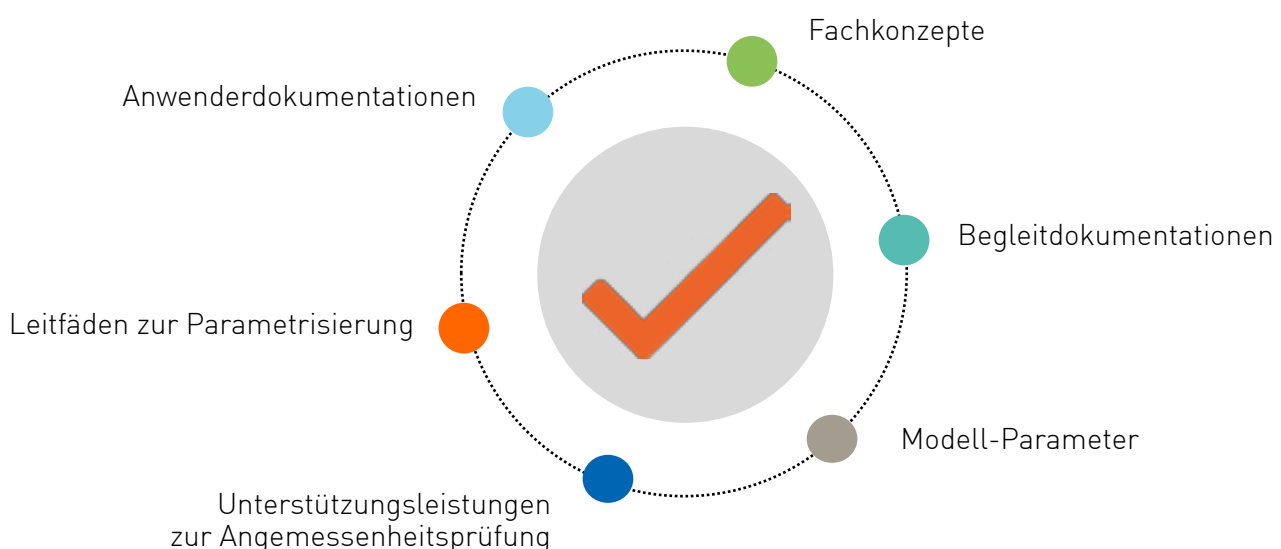 Fachkonzepte
Anwenderdokumentationen
Begleitdokumentationen
Leitfäden zur Parametrisierung
Modell-Parameter
Unterstützungsleistungen
zur Angemessenheitsprüfung